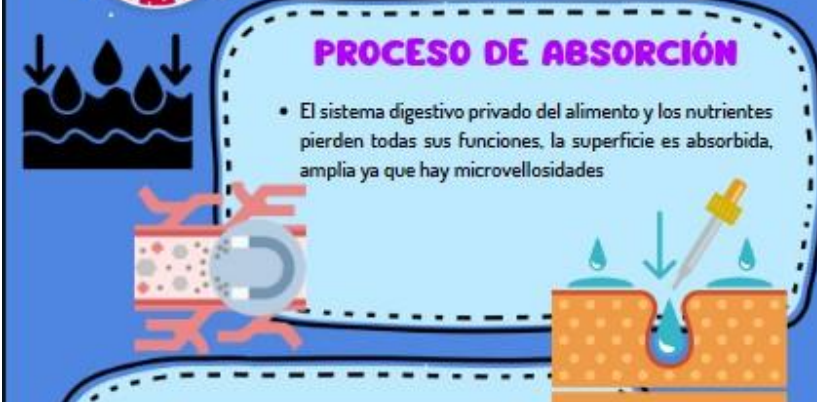 PROCESO DE ABSORCIÓN
• El sistema digestivo privado del alimento y los nutrientes
pierden todas sus funciones, la superficie es absorbida,
amplia ya que hay microvellosidades